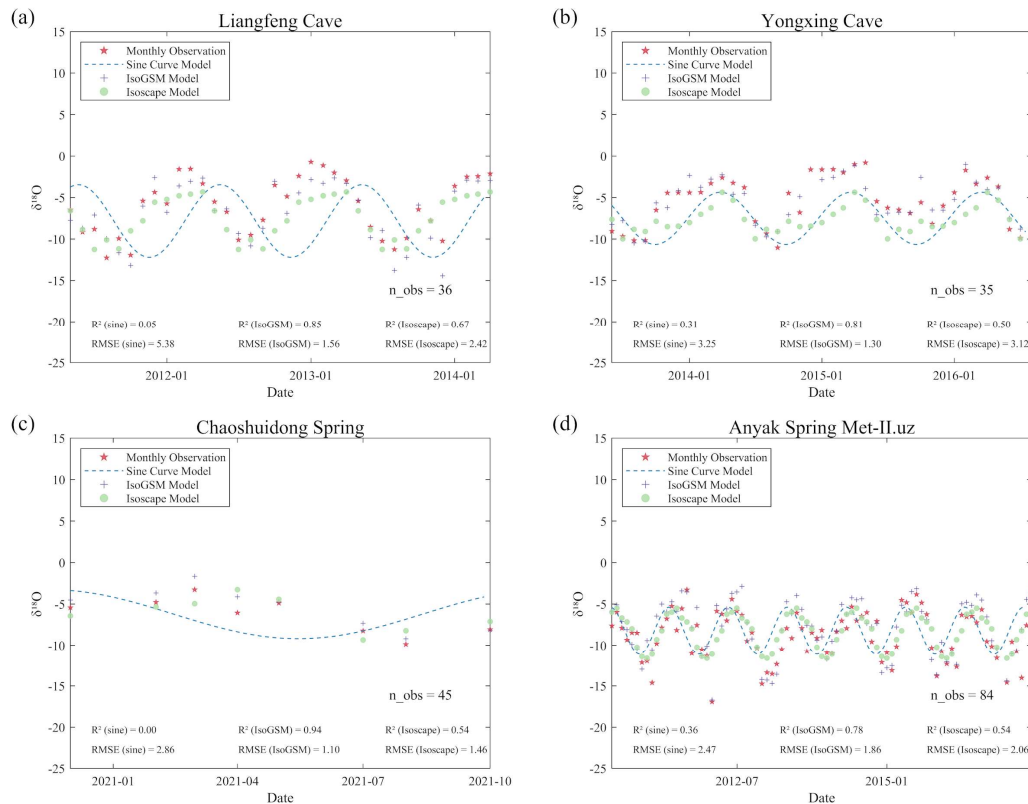 (a)
Liangfeng Cave
Monthly Observation
Sine Curve Model
IsoGSM Model
Isoscape Model
15
10
5
0
-5
-10
-15
-20
-25
δ¹⁸O
n_obs = 36
R² (sine) = 0.05
R² (IsoGSM) = 0.85
R² (Isoscape) = 0.67
RMSE (sine) = 5.38
RMSE (IsoGSM) = 1.56
RMSE (Isoscape) = 2.42
2012-01
2013-01
2014-01
Date
(b)
Yongxing Cave
Monthly Observation
Sine Curve Model
IsoGSM Model
Isoscape Model
15
10
5
0
-5
-10
-15
-20
-25
δ¹⁸O
n_obs = 35
R² (sine) = 0.31
R² (IsoGSM) = 0.81
R² (Isoscape) = 0.50
RMSE (sine) = 3.25
RMSE (IsoGSM) = 1.30
RMSE (Isoscape) = 3.12
2014-01
2015-01
2016-01
Date
(c)
Chaoshuidong Spring
Monthly Observation
Sine Curve Model
IsoGSM Model
Isoscape Model
15
10
5
0
-5
-10
-15
-20
-25
δ¹⁸O
n_obs = 45
R² (sine) = 0.00
R² (IsoGSM) = 0.94
R² (Isoscape) = 0.54
RMSE (sine) = 2.86
RMSE (IsoGSM) = 1.10
RMSE (Isoscape) = 1.46
2021-01
2021-04
2021-07
2021-10
Date
(d)
Anyak Spring Met-II.uz
Monthly Observation
Sine Curve Model
IsoGSM Model
Isoscape Model
15
10
5
0
-5
-10
-15
-20
-25
δ¹⁸O
n_obs = 84
R² (sine) = 0.36
R² (IsoGSM) = 0.78
R² (Isoscape) = 0.54
RMSE (sine) = 2.47
RMSE (IsoGSM) = 1.86
RMSE (Isoscape) = 2.06
2012-07
2015-01
Date